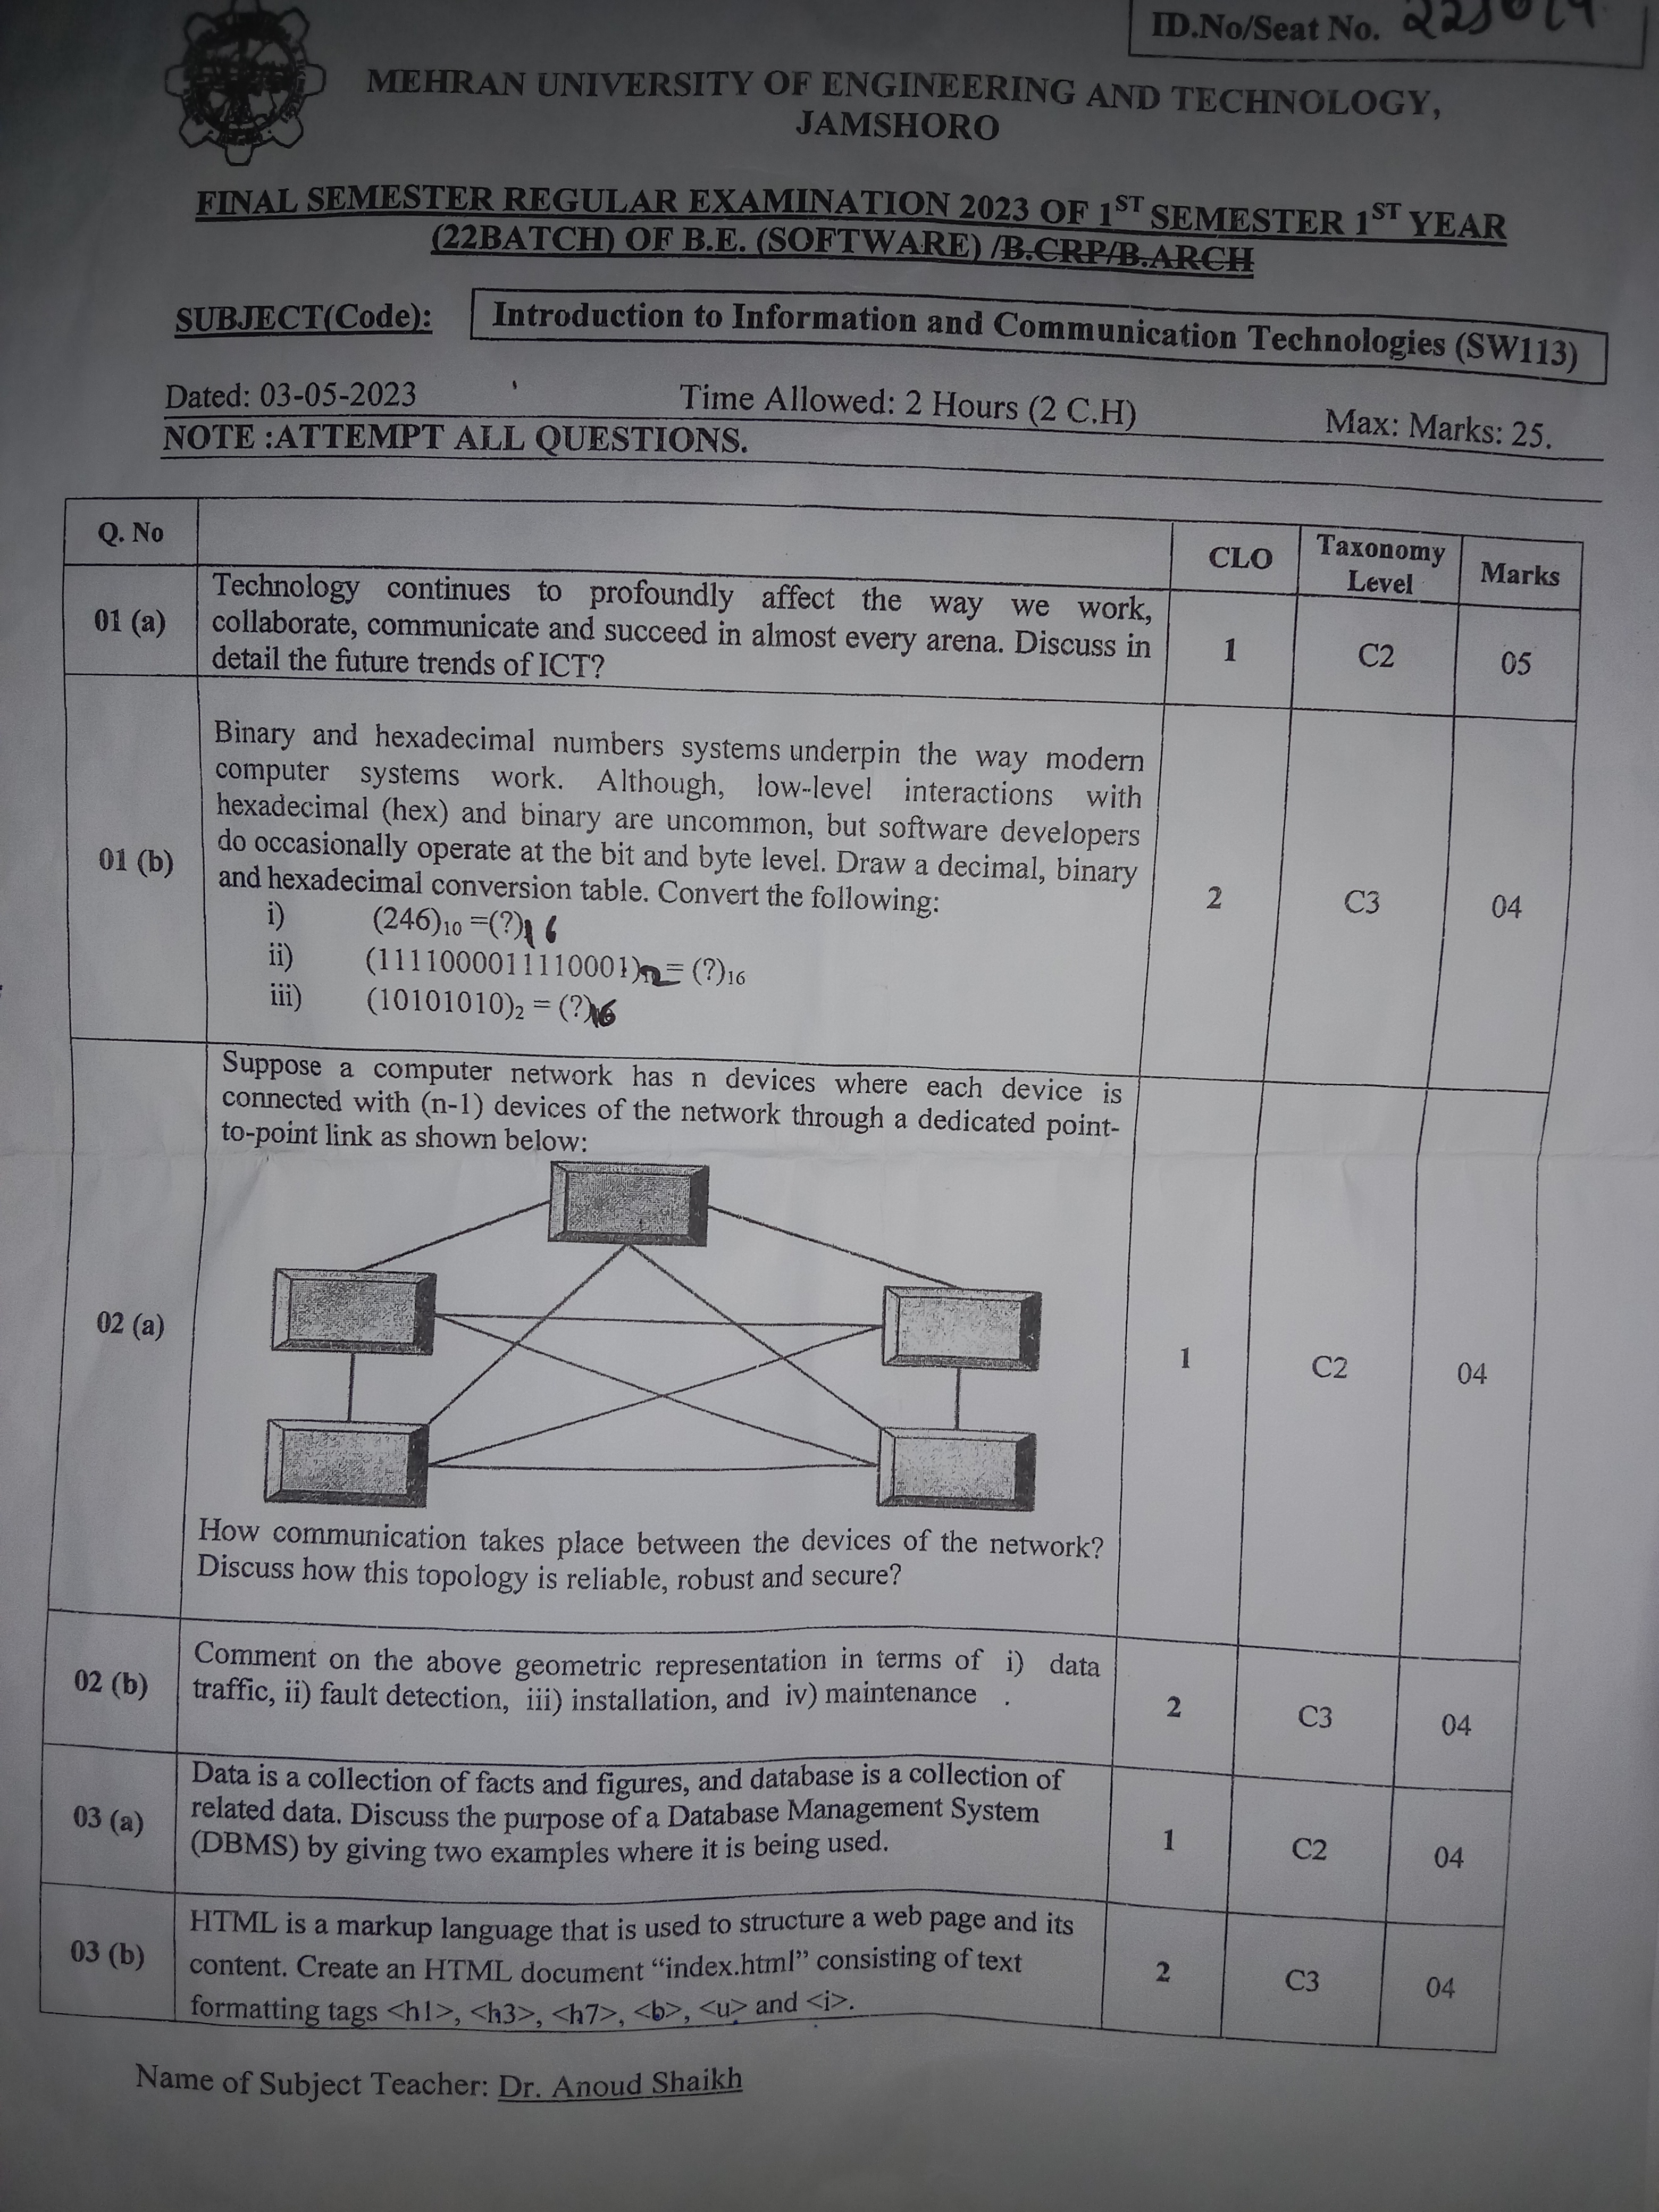 ID.No/Seat No.
MEHRAN UNIVERSITY OF ENGINEERING AND TECHNOLOGY,
JAMSHORO
FINAL SEMESTER REGULAR EXAMINATION 2023 OF 1ST SEMESTER 1ST YEAR
(22BATCH) OF B.E. (SOFTWARE) /B.CRP/B.ARCH
SUBJECT(Code): Introduction to Information and Communication Technologies (SW113)
Dated: 03-05-2023 Time Allowed: 2 Hours (2 C.H) Max: Marks: 25.
NOTE :ATTEMPT ALL QUESTIONS.
Q. No CLO Taxonomy Level Marks
01 (a)
Technology continues to profoundly affect the way we work,
collaborate, communicate and succeed in almost every arena. Discuss in
detail the future trends of ICT?
1 C2 05
01 (b)
Binary and hexadecimal numbers systems underpin the way modern
computer systems work. Although, low-level interactions with
hexadecimal (hex) and binary are uncommon, but software developers
do occasionally operate at the bit and byte level. Draw a decimal, binary
and hexadecimal conversion table. Convert the following:
i) (246)10 =(?)16
ii) (1111000011110001)2= (?)16
iii) (10101010)2 = (?)16
2 C3 04
02 (a)
Suppose a computer network has n devices where each device is
connected with (n-1) devices of the network through a dedicated point-
to-point link as shown below:
How communication takes place between the devices of the network?
Discuss how this topology is reliable, robust and secure?
1 C2 04
02 (b)
Comment on the above geometric representation in terms of i) data
traffic, ii) fault detection, iii) installation, and iv) maintenance .
2 C3 04
03 (a)
Data is a collection of facts and figures, and database is a collection of
related data. Discuss the purpose of a Database Management System
(DBMS) by giving two examples where it is being used.
1 C2 04
03 (b)
HTML is a markup language that is used to structure a web page and its
content. Create an HTML document “index.html” consisting of text
formatting tags <h1>, <h3>, <h7>, <b>, <u> and <i>.
2 C3 04
Name of Subject Teacher: Dr. Anoud Shaikh